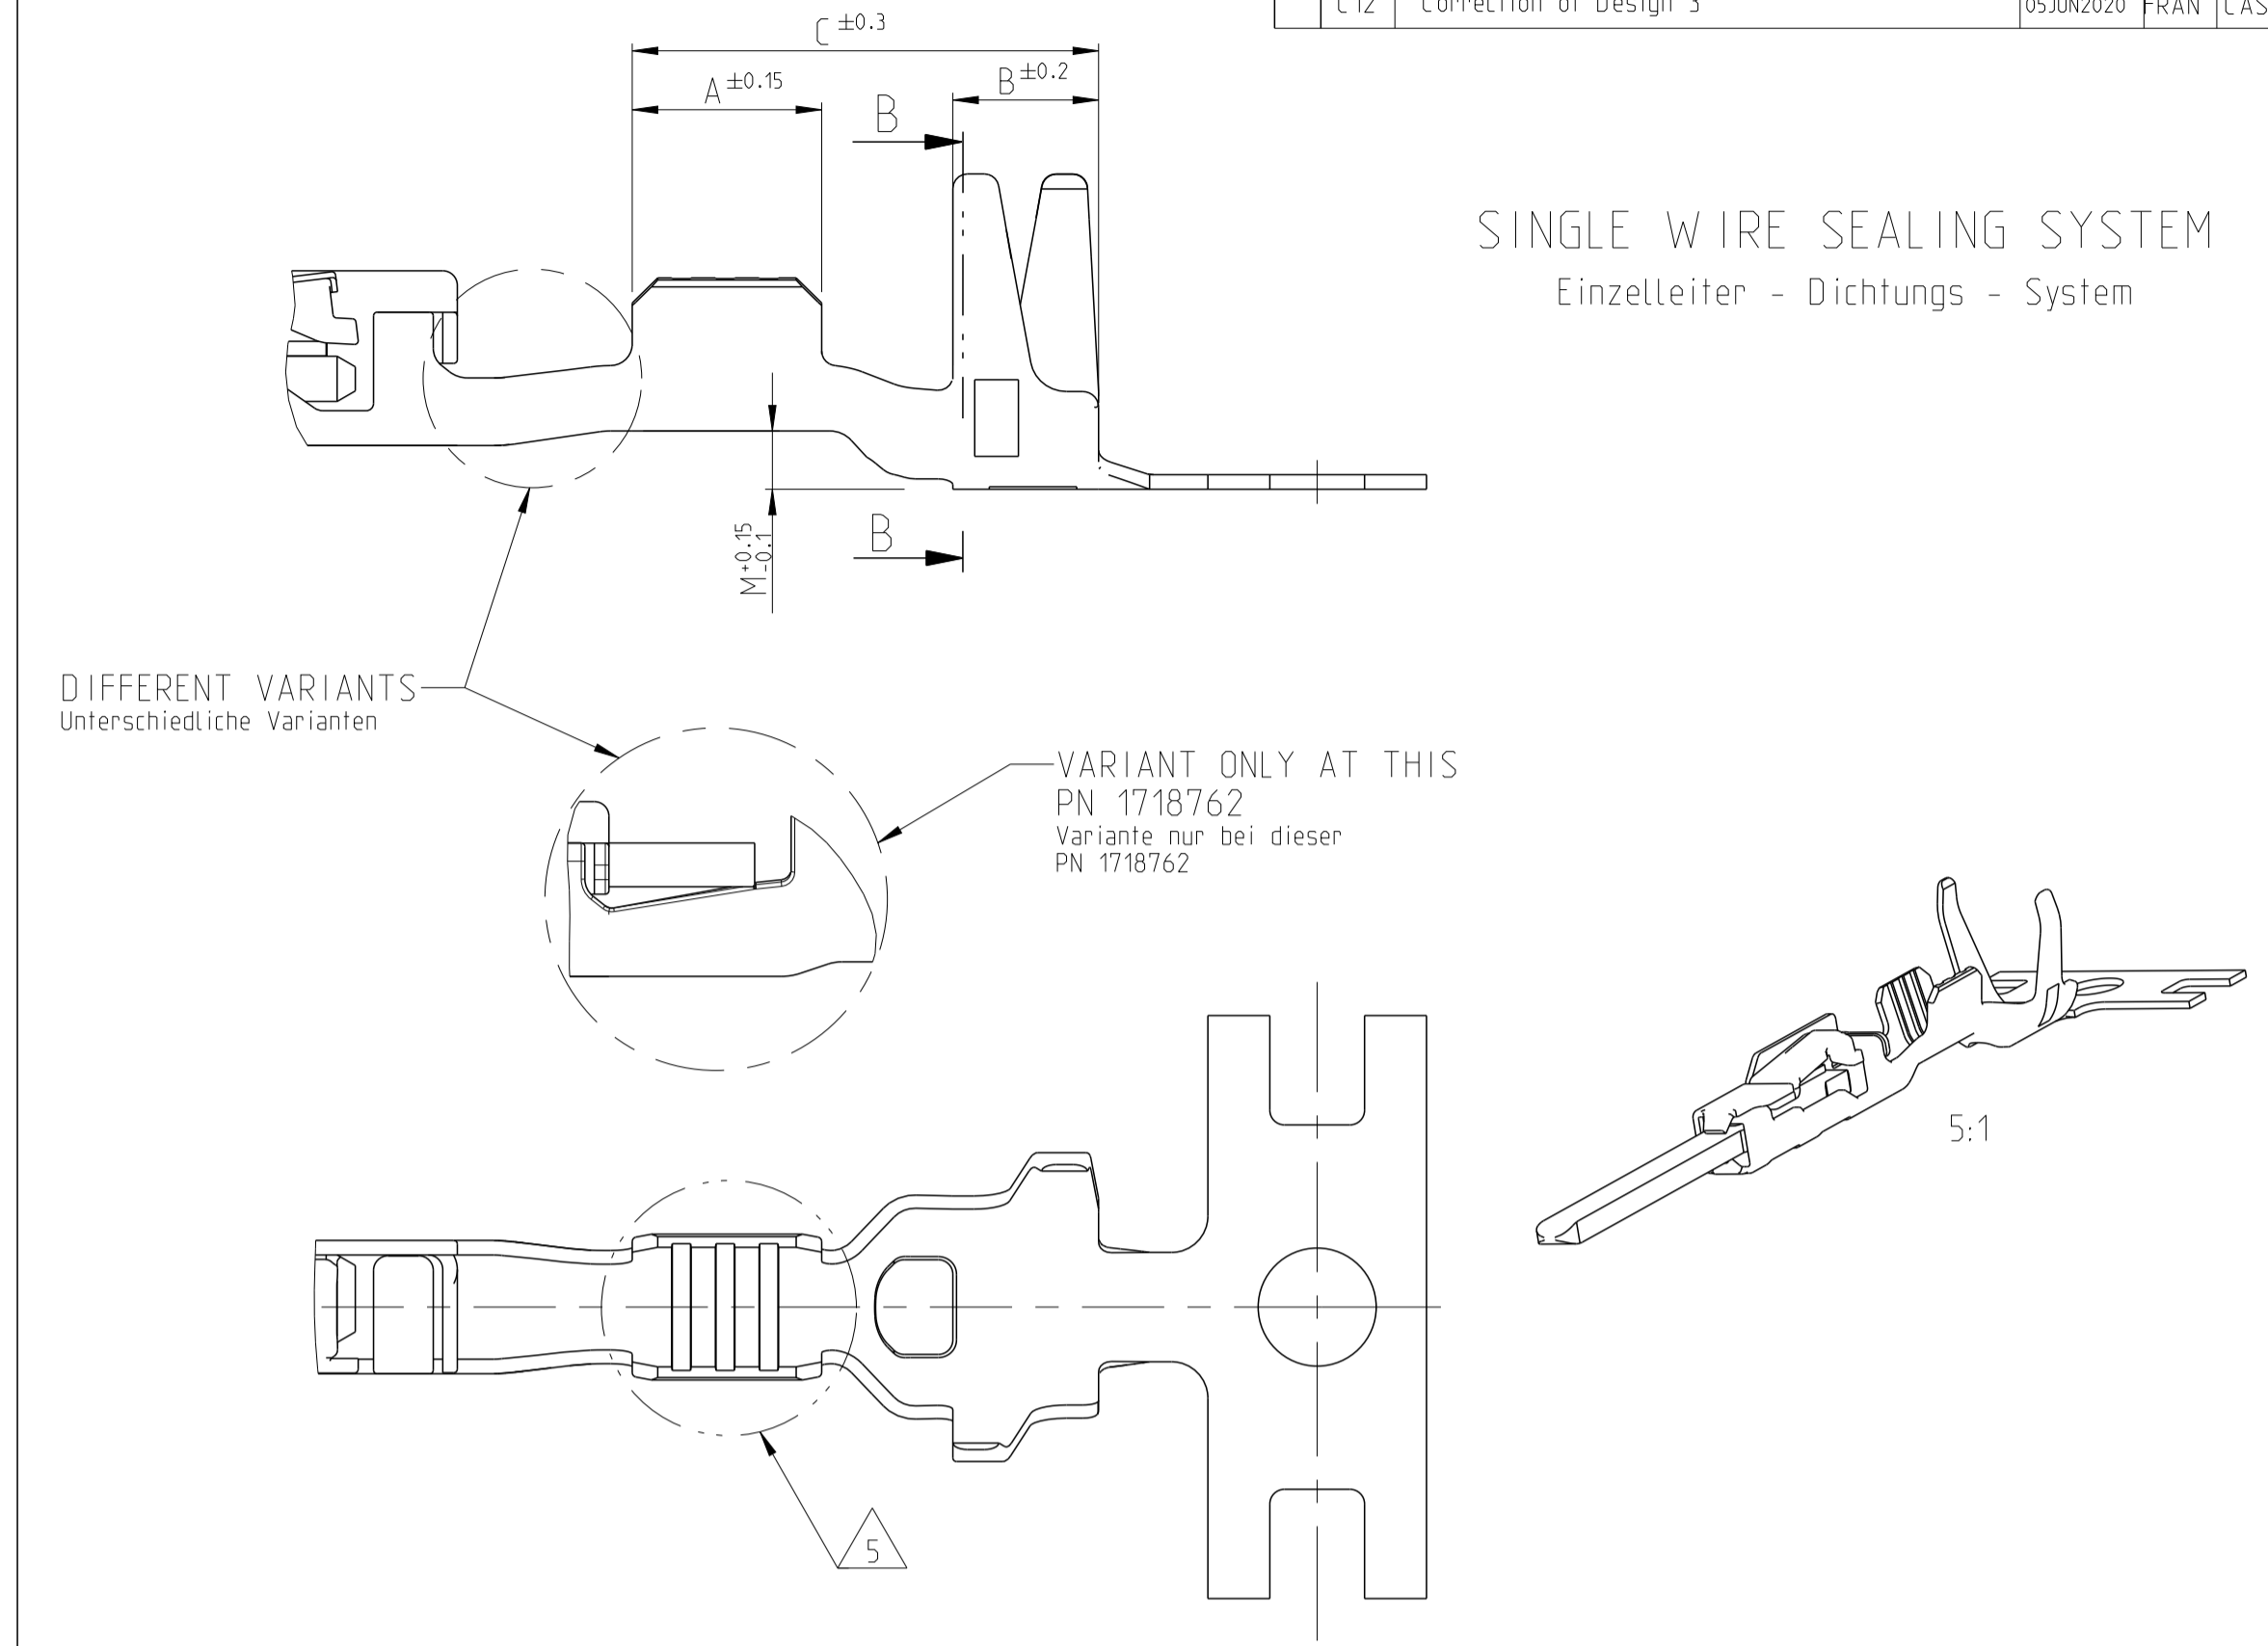 C12 Correction of Design 3 05JUN2020 FRAN CAS
C ±0.3
A ±0.15
B ±0.2
B
SINGLE WIRE SEALING SYSTEM
Einzelleiter - Dichtungs - System
B
M +0.15
-0.1
DIFFERENT VARIANTS
Unterschiedliche Varianten
VARIANT ONLY AT THIS
PN 1718762
Variante nur bei dieser
PN 1718762
5:1
5